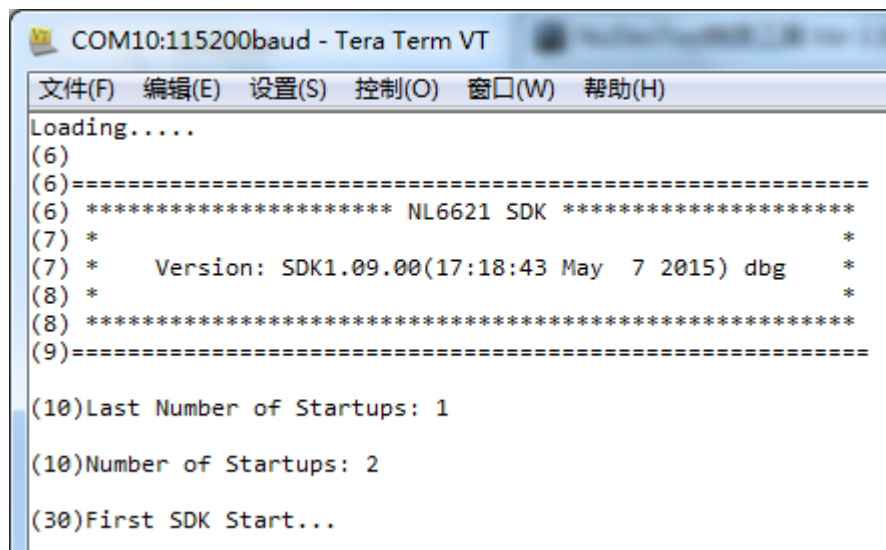 COM10:115200baud - Tera Term VT
文件(F) 编辑(E) 设置(S) 控制(O) 窗口(W) 帮助(H)
Loading.....
(6)
(6)=========================================================
(6) ********************** NL6621 SDK *********************
(7) *                                                     *
(7) *    Version: SDK1.09.00(17:18:43 May  7 2015) dbg    *
(8) *                                                     *
(8) *******************************************************
(9)=========================================================
(10)Last Number of Startups: 1
(10)Number of Startups: 2
(30)First SDK Start...